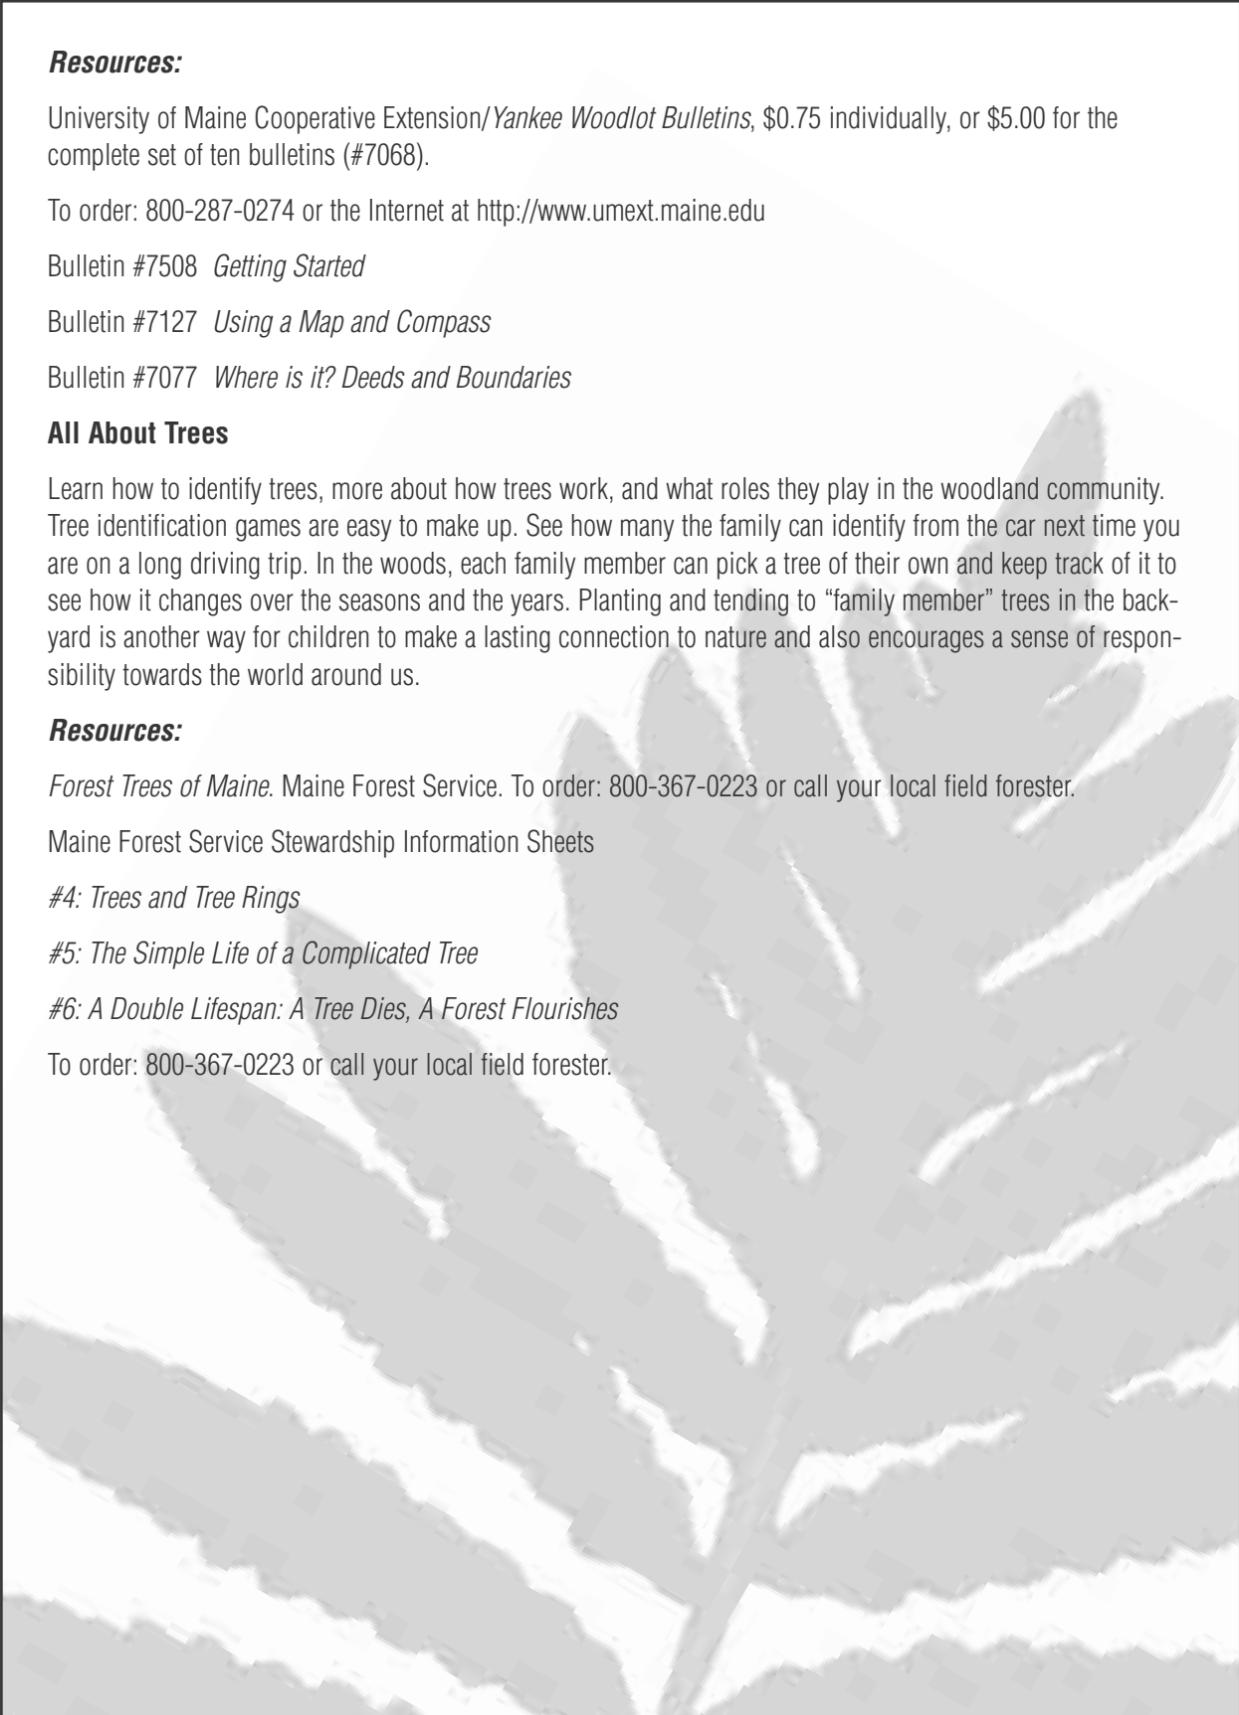 Resources:
University of Maine Cooperative Extension/Yankee Woodlot Bulletins, $0.75 individually, or $5.00 for the
complete set of ten bulletins (#7068).
To order: 800-287-0274 or the Internet at http://www.umext.maine.edu
Bulletin #7508 Getting Started
Bulletin #7127 Using a Map and Compass
Bulletin #7077 Where is it? Deeds and Boundaries
All About Trees
Learn how to identify trees, more about how trees work, and what roles they play in the woodland community.
Tree identification games are easy to make up. See how many the family can identify from the car next time you
are on a long driving trip. In the woods, each family member can pick a tree of their own and keep track of it to
see how it changes over the seasons and the years. Planting and tending to “family member” trees in the back-
yard is another way for children to make a lasting connection to nature and also encourages a sense of respon-
sibility towards the world around us.
Resources:
Forest Trees of Maine. Maine Forest Service. To order: 800-367-0223 or call your local field forester.
Maine Forest Service Stewardship Information Sheets
#4: Trees and Tree Rings
#5: The Simple Life of a Complicated Tree
#6: A Double Lifespan: A Tree Dies, A Forest Flourishes
To order: 800-367-0223 or call your local field forester.